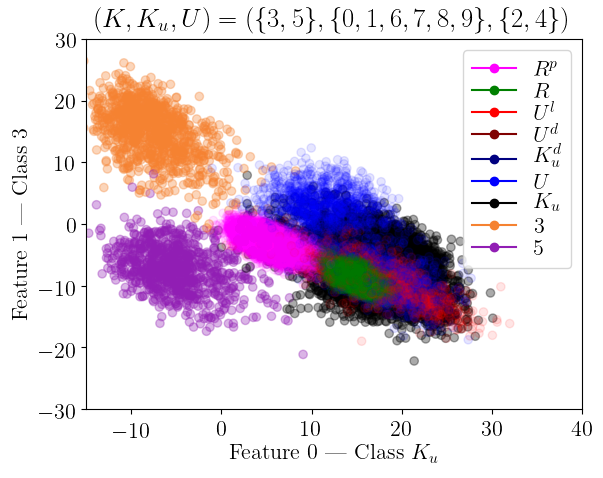 (K, K_u, U) = ({3, 5}, {0, 1, 6, 7, 8, 9}, {2, 4})
30
20
10
0
−10
−20
−30
Feature 1 — Class 3
R^p
R
U^l
U^d
K_u^d
U
K_u
3
5
−10
0
10
20
30
40
Feature 0 — Class K_u